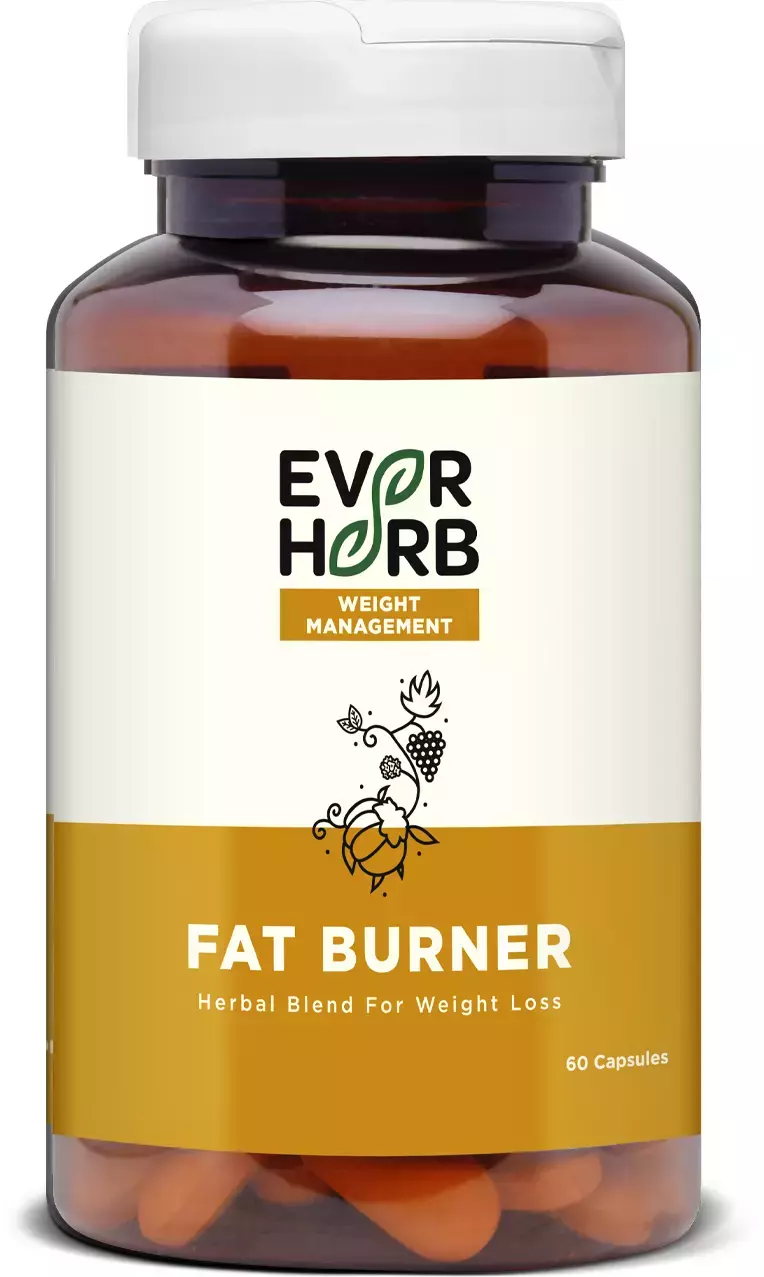 EVER
HERB
WEIGHT
MANAGEMENT
FAT BURNER
Herbal Blend For Weight Loss
60 Capsules